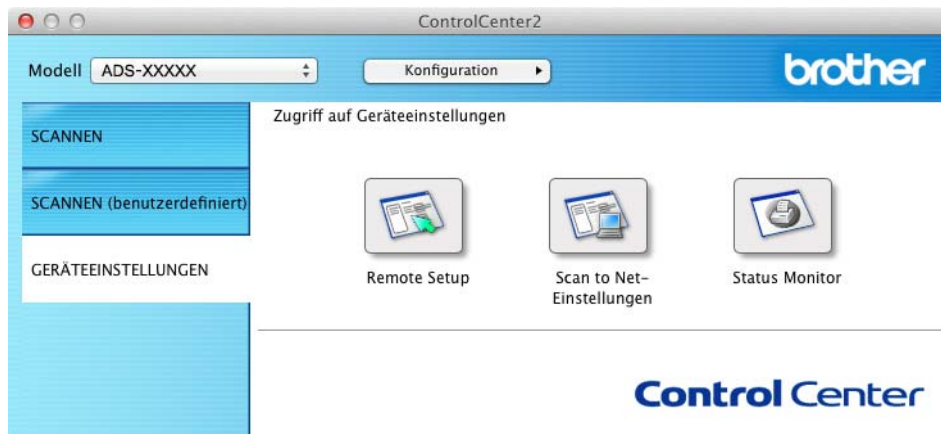 ControlCenter2
Modell ADS-XXXXX Konfiguration brother
SCANNEN
SCANNEN (benutzerdefiniert)
GERÄTEEINSTELLUNGEN
Zugriff auf Geräteeinstellungen
Remote Setup
Scan to Net-
Einstellungen
Status Monitor
Control Center